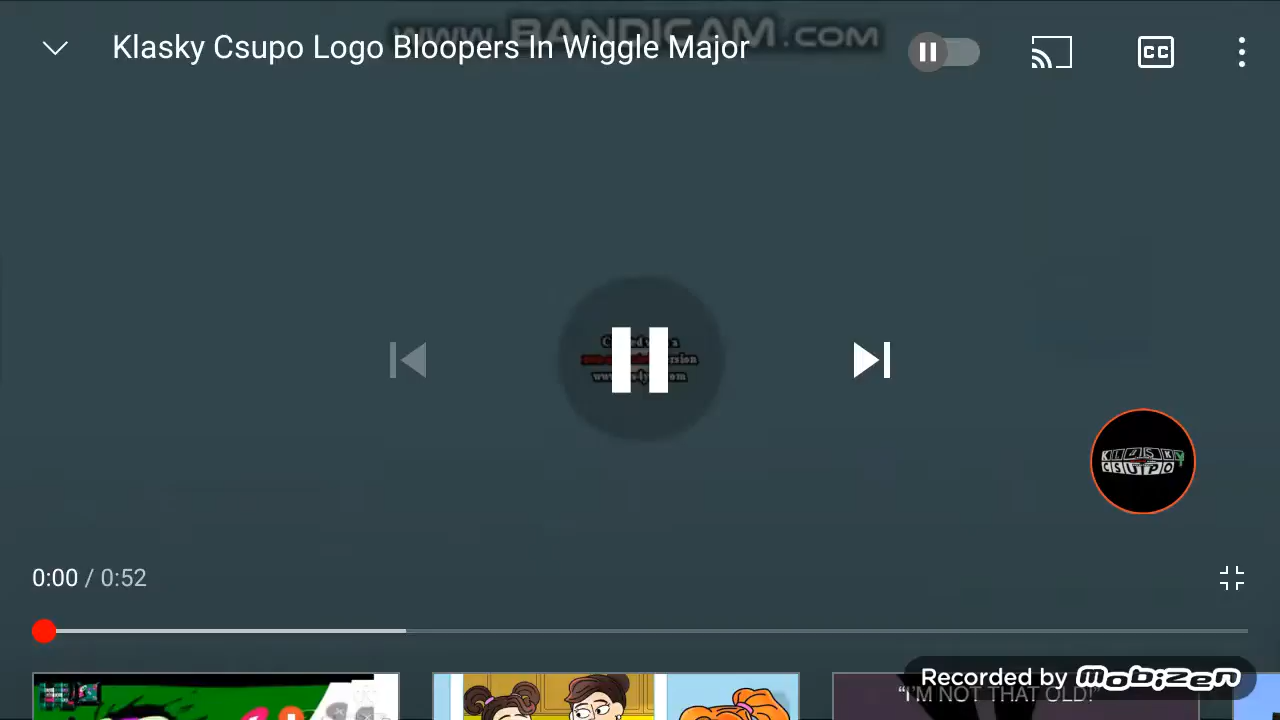 www.BANDICAM.com
Klasky Csupo Logo Bloopers In Wiggle Major
CC
KLASKY
CSUPO
0:00 / 0:52
Recorded by mobizen
"I'M NOT THAT OLD!"